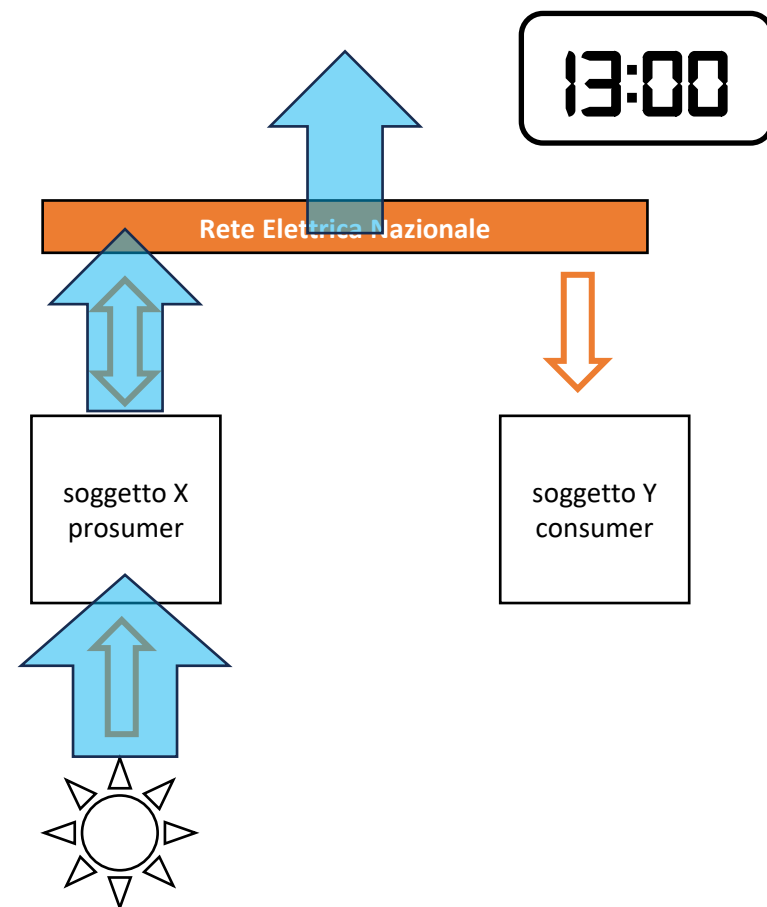 13:00
Rete Elettrica Nazionale
soggetto X
prosumer
soggetto Y
consumer